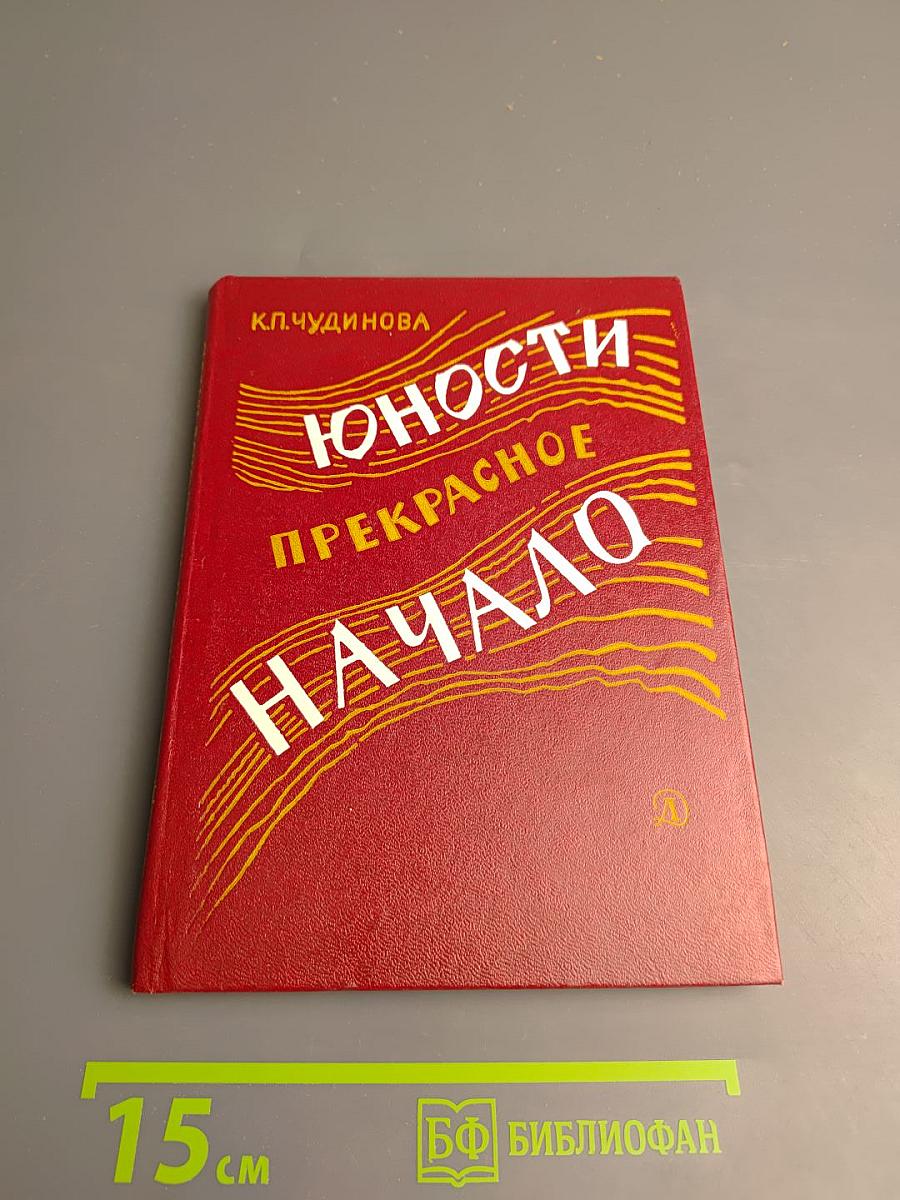 К.П.ЧУДИНОВА
ЮНОСТИ
ПРЕКРАСНОЕ
НАЧАЛО
Д
15 см
БФ БИБЛИОФАН